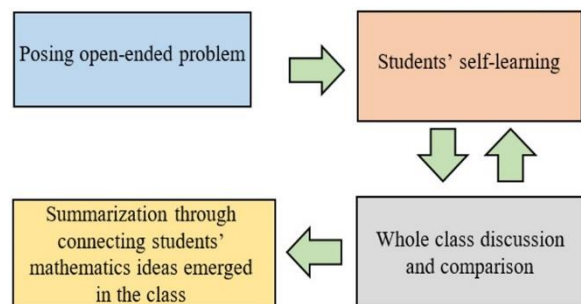 Posing open-ended problem
Students' self-learning
Summarization through
connecting students'
mathematics ideas emerged
in the class
Whole class discussion
and comparison